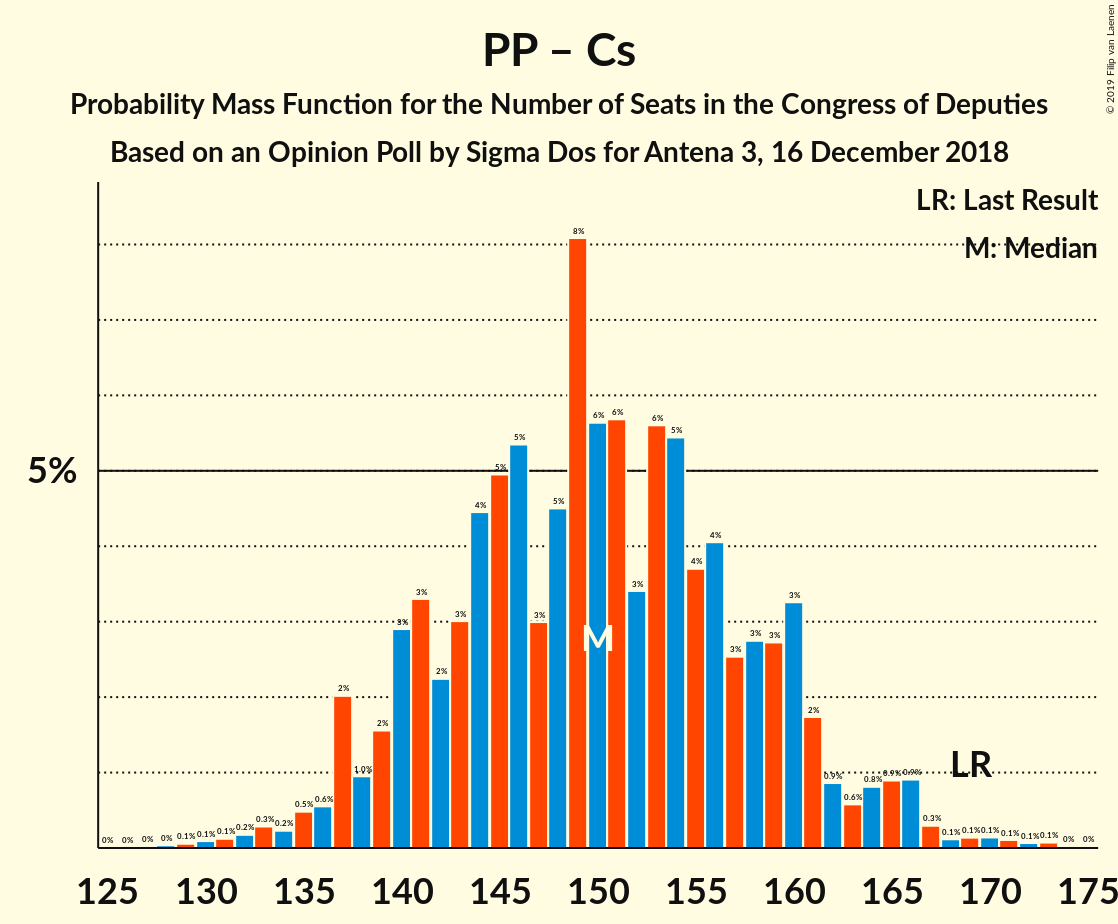 PP – Cs
Probability Mass Function for the Number of Seats in the Congress of Deputies
Based on an Opinion Poll by Sigma Dos for Antena 3, 16 December 2018
© 2019 Filip van Laenen
LR: Last Result
M: Median
5%
0% 0% 0% 0% 0.1% 0.1% 0.1% 0.2% 0.3% 0.2% 0.5% 0.6% 2% 1.0% 2% 3% 3% 2% 3% 4% 5% 5% 3% 5% 8% 6% 6% 3% 6% 5% 4% 4% 3% 3% 3% 3% 2% 0.9% 0.6% 0.8% 0.9% 0.9% 0.3% 0.1% 0.1% 0.1% 0.1% 0.1% 0.1% 0% 0%
M
LR
125 130 135 140 145 150 155 160 165 170 175